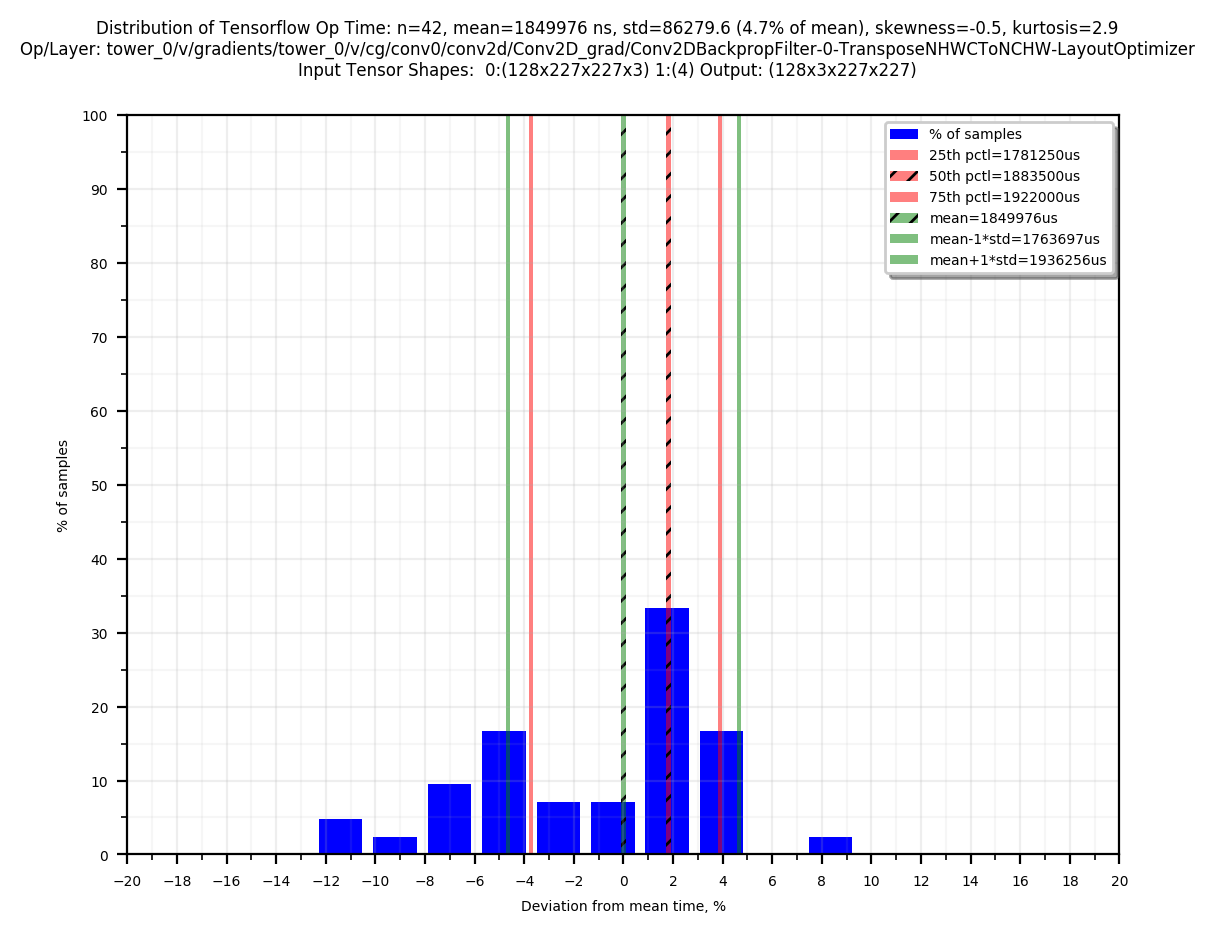 Distribution of Tensorflow Op Time: n=42, mean=1849976 ns, std=86279.6 (4.7% of mean), skewness=-0.5, kurtosis=2.9
Op/Layer: tower_0/v/gradients/tower_0/v/cg/conv0/conv2d/Conv2D_grad/Conv2DBackpropFilter-0-TransposeNHWCToNCHW-LayoutOptimizer
Input Tensor Shapes:  0:(128x227x227x3) 1:(4) Output: (128x3x227x227)
% of samples
25th pctl=1781250us
50th pctl=1883500us
75th pctl=1922000us
mean=1849976us
mean-1*std=1763697us
mean+1*std=1936256us
100
90
80
70
60
50
40
30
20
10
0
% of samples
−20 −18 −16 −14 −12 −10 −8 −6 −4 −2 0 2 4 6 8 10 12 14 16 18 20
Deviation from mean time, %